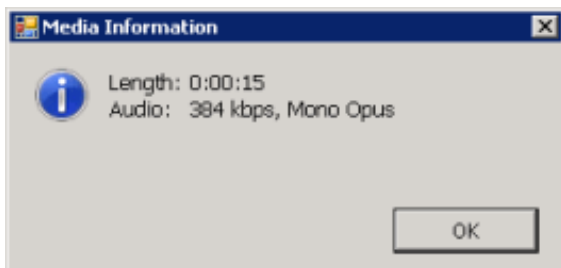 Media Information
Length: 0:00:15
Audio: 384 kbps, Mono Opus
OK